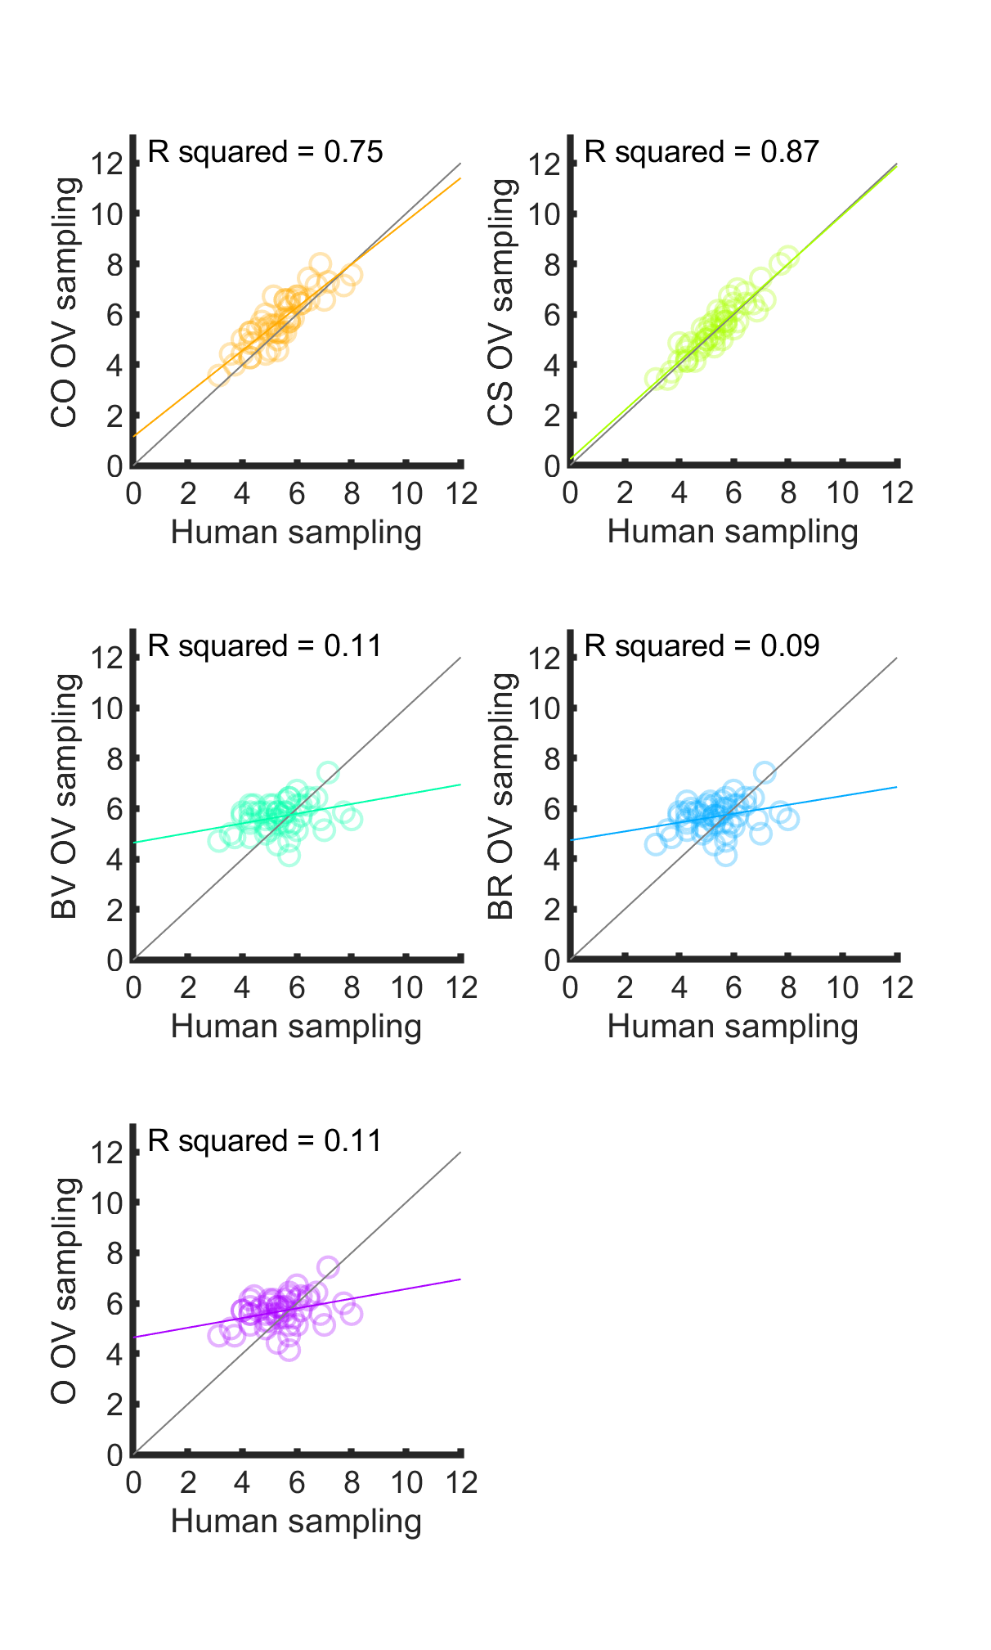 R squared = 0.75
12
10
8
6
4
2
0
CO OV sampling
0 2 4 6 8 10 12
Human sampling
R squared = 0.87
12
10
8
6
4
2
0
CS OV sampling
0 2 4 6 8 10 12
Human sampling
R squared = 0.11
12
10
8
6
4
2
0
BV OV sampling
0 2 4 6 8 10 12
Human sampling
R squared = 0.09
12
10
8
6
4
2
0
BR OV sampling
0 2 4 6 8 10 12
Human sampling
R squared = 0.11
12
10
8
6
4
2
0
O OV sampling
0 2 4 6 8 10 12
Human sampling